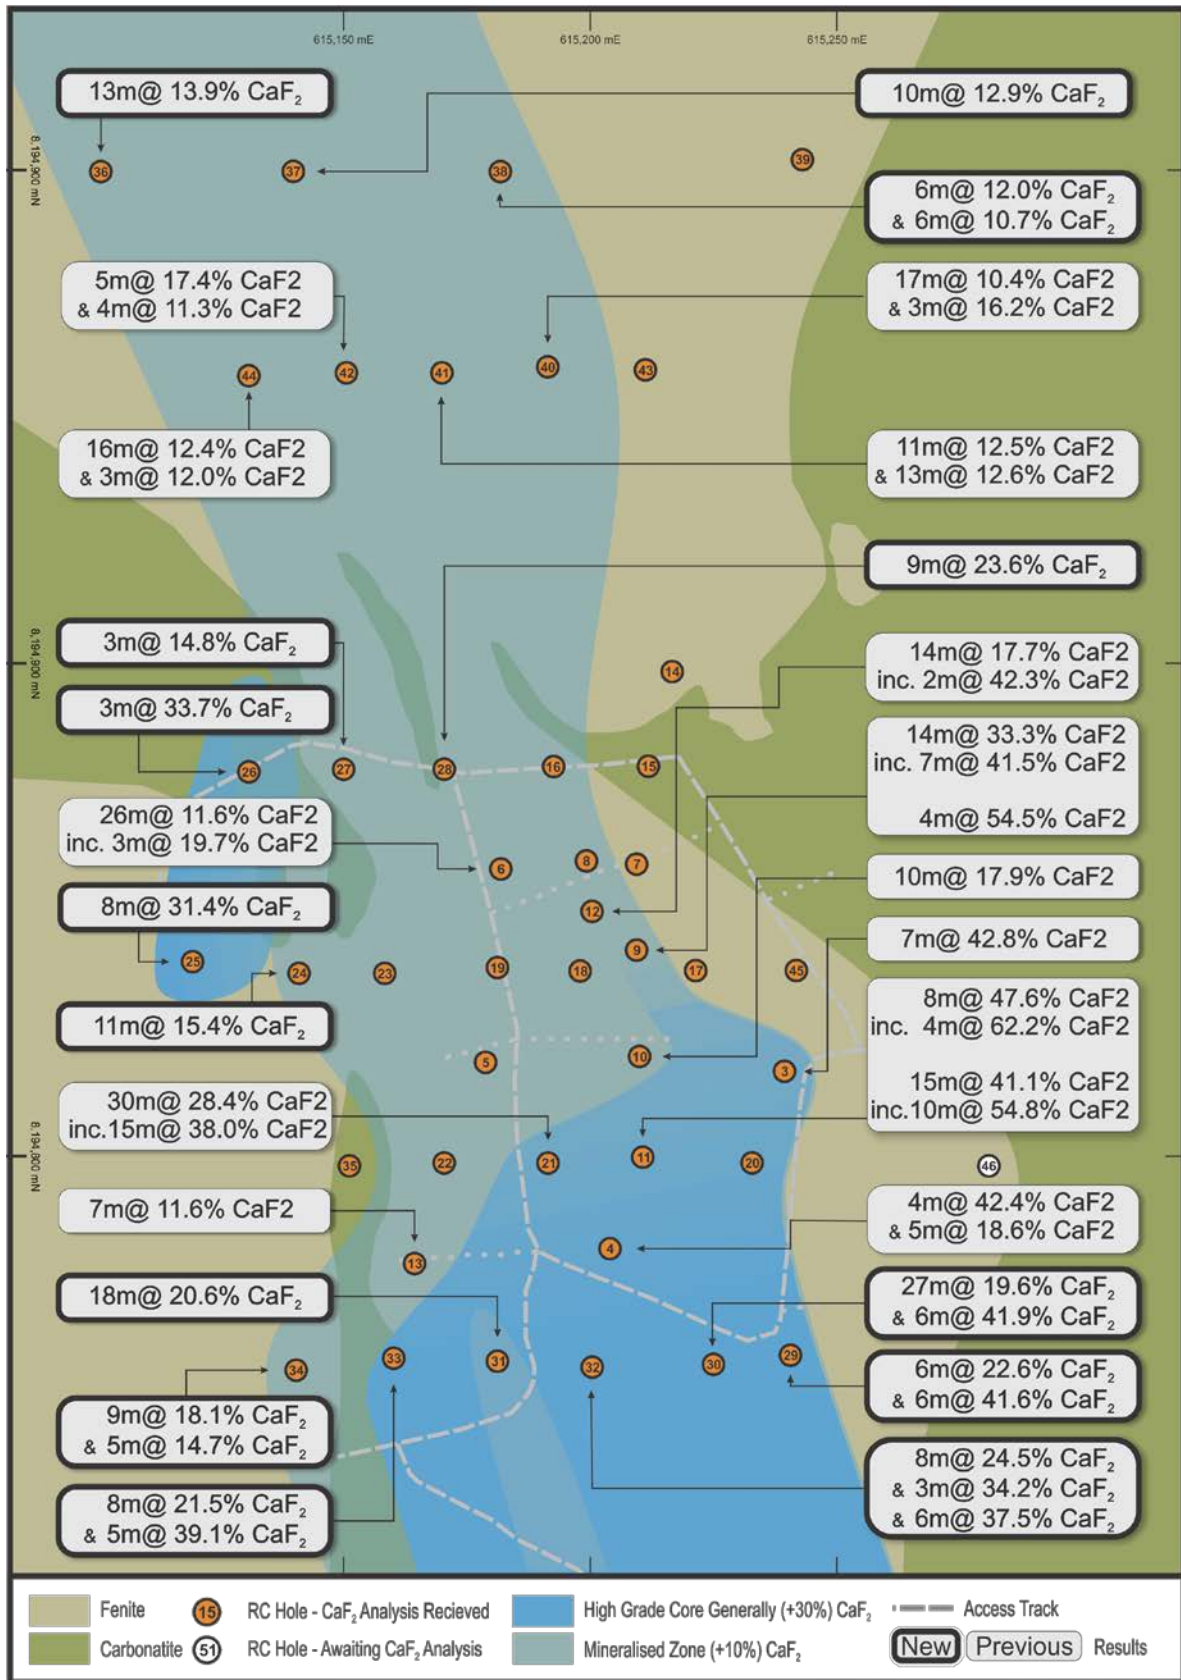 615,150 mE
615,200 mE
615,250 mE
13m@ 13.9% CaF₂
10m@ 12.9% CaF₂
8,194,900 mN
36
37
38
39
6m@ 12.0% CaF₂
& 6m@ 10.7% CaF₂
5m@ 17.4% CaF2
& 4m@ 11.3% CaF2
17m@ 10.4% CaF2
& 3m@ 16.2% CaF2
44
42
41
40
43
16m@ 12.4% CaF2
& 3m@ 12.0% CaF2
11m@ 12.5% CaF2
& 13m@ 12.6% CaF2
9m@ 23.6% CaF₂
8,194,900 mN
3m@ 14.8% CaF₂
14m@ 17.7% CaF2
inc. 2m@ 42.3% CaF2
14
3m@ 33.7% CaF₂
14m@ 33.3% CaF2
inc. 7m@ 41.5% CaF2
4m@ 54.5% CaF2
26
27
28
16
15
26m@ 11.6% CaF2
inc. 3m@ 19.7% CaF2
6
8
7
10m@ 17.9% CaF2
8m@ 31.4% CaF₂
12
9
7m@ 42.8% CaF2
25
24
23
19
18
17
45
11m@ 15.4% CaF₂
8m@ 47.6% CaF2
inc. 4m@ 62.2% CaF2
15m@ 41.1% CaF2
inc.10m@ 54.8% CaF2
5
10
3
30m@ 28.4% CaF2
inc.15m@ 38.0% CaF2
8,194,800 mN
35
22
21
11
20
46
7m@ 11.6% CaF2
4m@ 42.4% CaF2
& 5m@ 18.6% CaF2
13
4
18m@ 20.6% CaF₂
27m@ 19.6% CaF₂
& 6m@ 41.9% CaF₂
34
33
31
32
30
29
6m@ 22.6% CaF₂
& 6m@ 41.6% CaF₂
9m@ 18.1% CaF₂
& 5m@ 14.7% CaF₂
8m@ 24.5% CaF₂
& 3m@ 34.2% CaF₂
& 6m@ 37.5% CaF₂
8m@ 21.5% CaF₂
& 5m@ 39.1% CaF₂
Fenite
15 RC Hole - CaF₂ Analysis Recieved
High Grade Core Generally (+30%) CaF₂
Access Track
Carbonatite
51 RC Hole - Awaiting CaF₂ Analysis
Mineralised Zone (+10%) CaF₂
New Previous Results